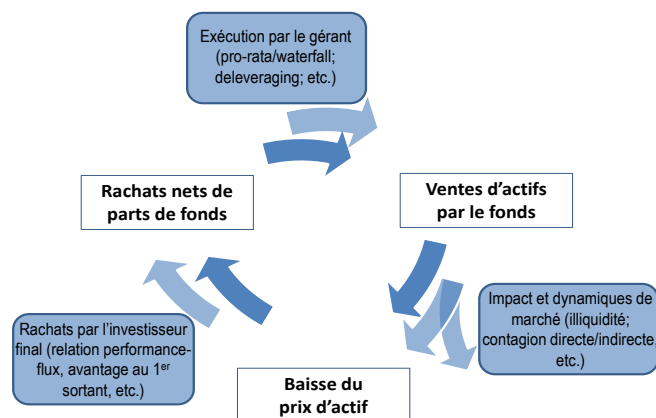 Exécution par le gérant
(pro-rata/waterfall;
deleveraging; etc.)
Rachats nets de
parts de fonds
Ventes d’actifs
par le fonds
Rachats par l’investisseur
final (relation performance-
flux, avantage au 1er
sortant, etc.)
Impact et dynamiques de
marché (illiquidité;
contagion directe/indirecte,
etc.)
Baisse du
prix d’actif